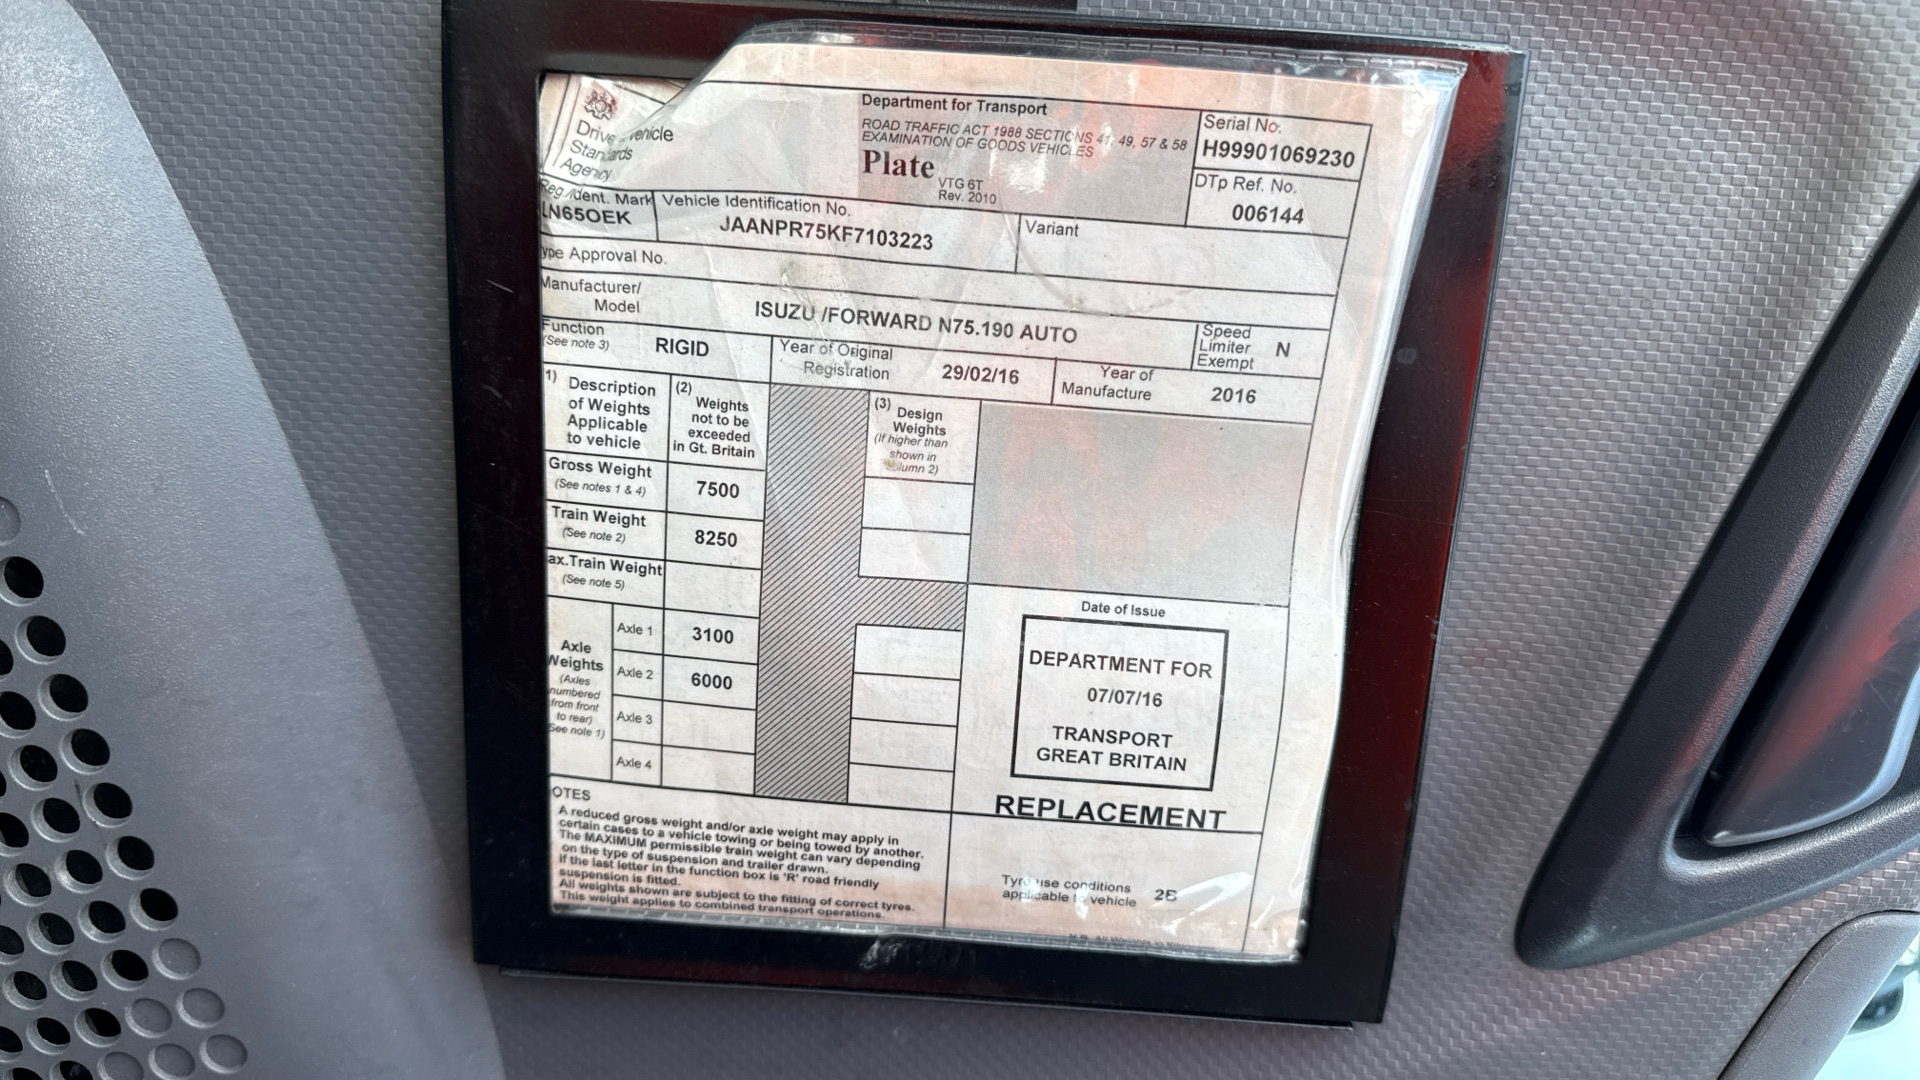 Department for Transport
ROAD TRAFFIC ACT 1988 SECTIONS 41, 49, 57 & 58
EXAMINATION OF GOODS VEHICLES
Plate
VTG 6T
Rev. 2010
Serial No.
H99901069230
DTp Ref. No.
006144
Vehicle
Agency
Reg./Ident. Mark
LN65OEK
Vehicle Identification No.
JAANPR75KF7103223
Variant
ype Approval No.
Manufacturer/
Model
ISUZU /FORWARD N75.190 AUTO
Speed
Limiter
Exempt
N
Function
(See note 3)
RIGID
Year of Original
Registration
29/02/16
Year of
Manufacture
2016
1) Description
of Weights
Applicable
to vehicle
(2) Weights
not to be
exceeded
in Gt. Britain
(3) Design
Weights
(If higher than
shown in
column 2)
Gross Weight
(See notes 1 & 4)
7500
Train Weight
(See note 2)
8250
ax.Train Weight
(See note 5)
Axle
Weights
(Axles
numbered
from front
to rear)
See note 1)
Axle 1
3100
Axle 2
6000
Axle 3
Axle 4
Date of Issue
DEPARTMENT FOR
07/07/16
TRANSPORT
GREAT BRITAIN
REPLACEMENT
OTES
A reduced gross weight and/or axle weight may apply in
certain cases to a vehicle towing or being towed by another.
The MAXIMUM permissible train weight can vary depending
on the type of suspension and trailer drawn.
If the last letter in the function box is 'R' road friendly
suspension is fitted.
All weights shown are subject to the fitting of correct tyres.
This weight applies to combined transport operations.
Tyre use conditions
applicable to vehicle
2B